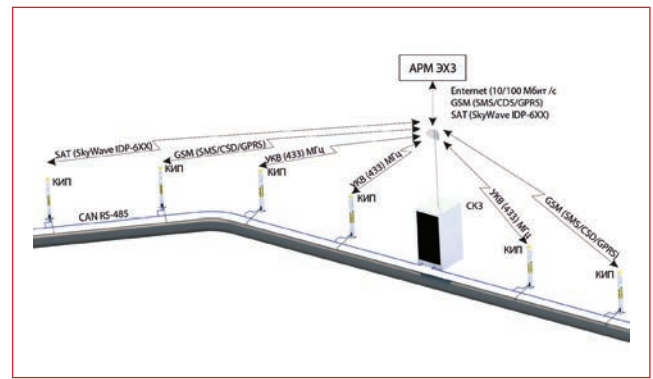 АРМ ЭХЗ
Enternet (10/100 Мбит /с
GSM (SMS/CDS/GPRS)
SAT (SkyWave IDP-6XX)
SAT (SkyWave IDP-6XX)
GSM (SMS/CSD/GPRS)
УКВ (433) МГц
УКВ (433) МГц
УКВ (433) МГц
GSM (SMS/CSD/GPRS)
КИП
КИП
КИП
КИП
СКЗ
КИП
КИП
CAN RS-485